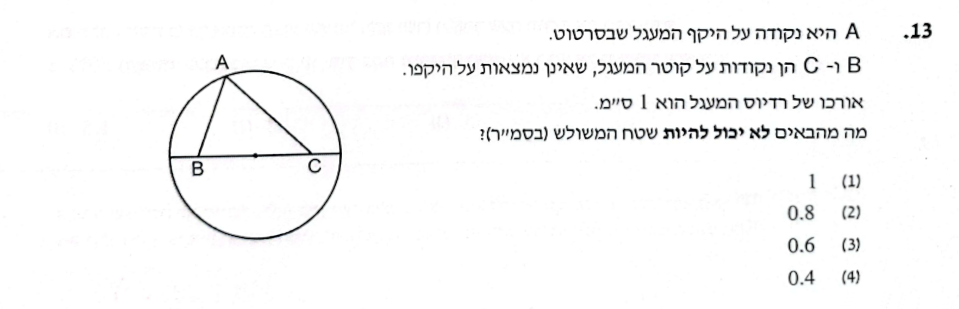 .13 A היא נקודה על היקף המעגל שבסרטוט.
B ו- C הן נקודות על קוטר המעגל, שאינן נמצאות על היקפו.
אורכו של רדיוס המעגל הוא 1 ס״מ.
מה מהבאים לא יכול להיות שטח המשולש (בסמ״ר)?
(1) 1
(2) 0.8
(3) 0.6
(4) 0.4
A
B
C